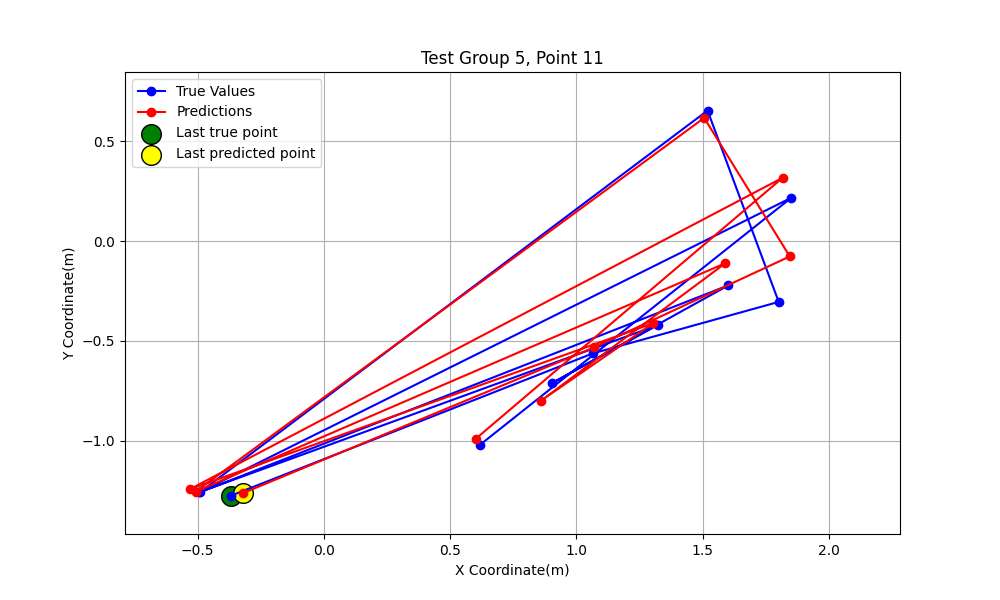 Test Group 5, Point 11
True Values
Predictions
Last true point
Last predicted point
Y Coordinate(m)
0.5
0.0
−0.5
−1.0
−0.5
0.0
0.5
1.0
1.5
2.0
X Coordinate(m)